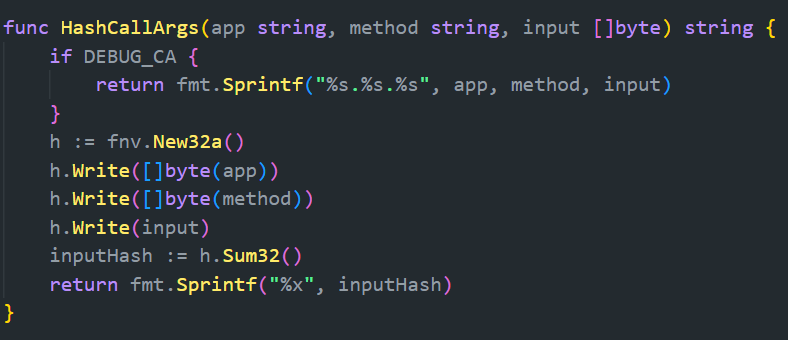 func HashCallArgs(app string, method string, input []byte) string {
    if DEBUG_CA {
        return fmt.Sprintf("%s.%s.%s", app, method, input)
    }
    h := fnv.New32a()
    h.Write([]byte(app))
    h.Write([]byte(method))
    h.Write(input)
    inputHash := h.Sum32()
    return fmt.Sprintf("%x", inputHash)
}